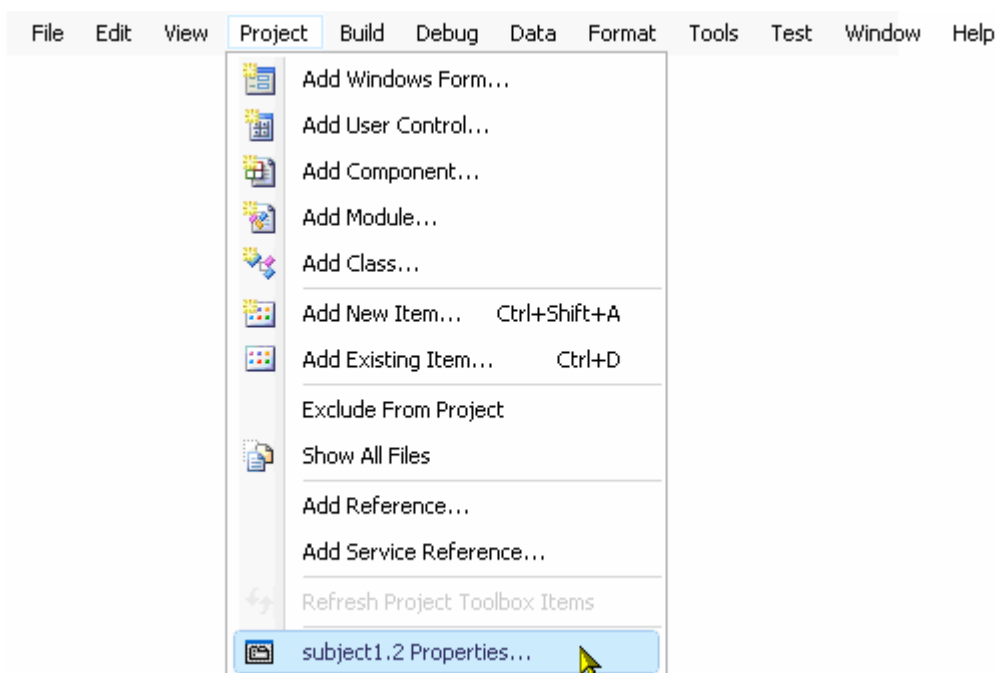 File Edit View Project Build Debug Data Format Tools Test Window Help
Add Windows Form...
Add User Control...
Add Component...
Add Module...
Add Class...
Add New Item... Ctrl+Shift+A
Add Existing Item... Ctrl+D
Exclude From Project
Show All Files
Add Reference...
Add Service Reference...
Refresh Project Toolbox Items
subject1.2 Properties...